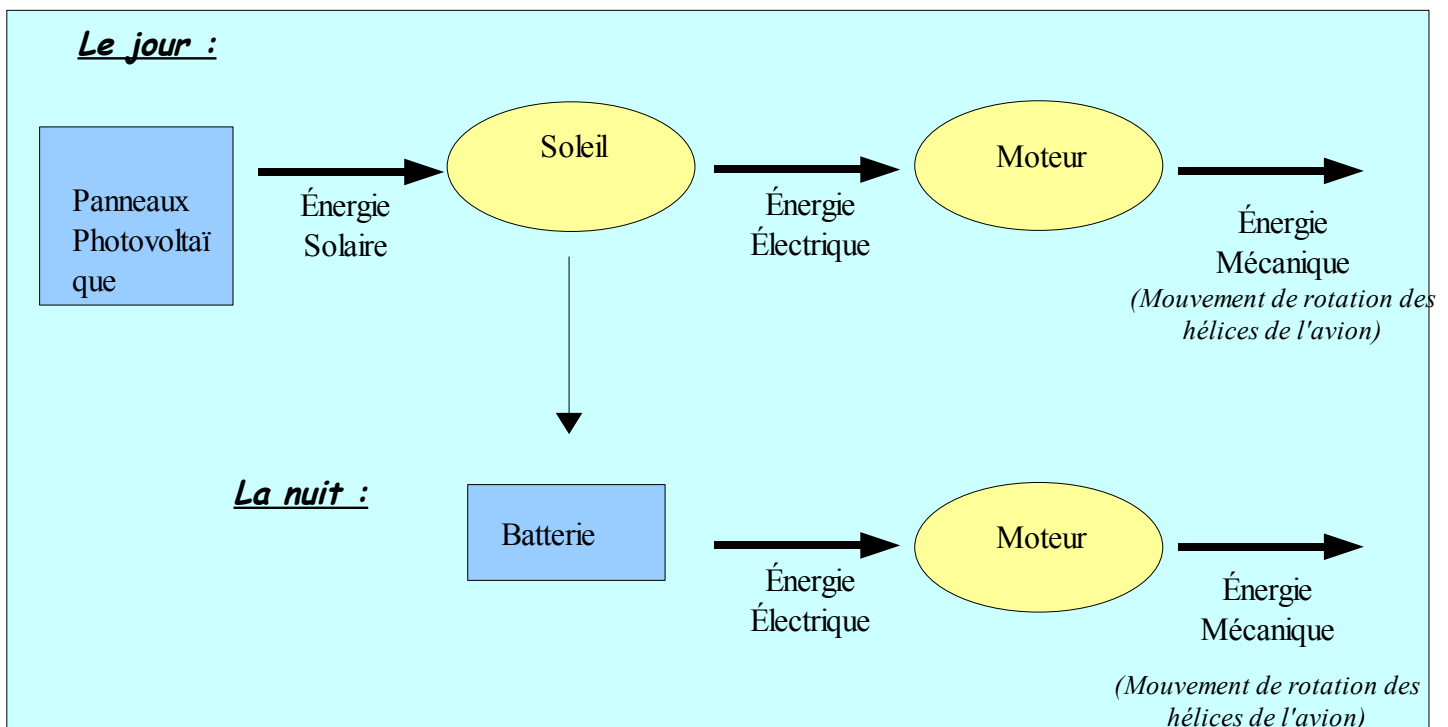 Le jour :
Panneaux
Photovoltaï
que
Énergie
Solaire
Soleil
Énergie
Électrique
Moteur
Énergie
Mécanique
(Mouvement de rotation des
hélices de l'avion)
La nuit :
Batterie
Énergie
Électrique
Moteur
Énergie
Mécanique
(Mouvement de rotation des
hélices de l'avion)